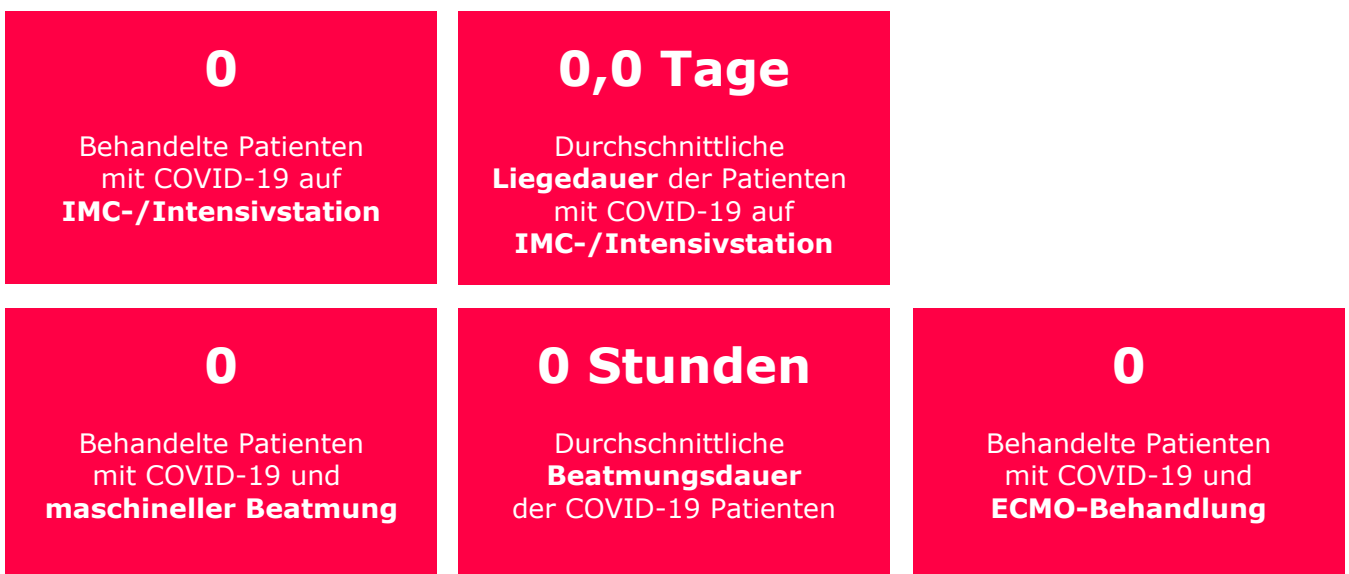 0
Behandelte Patienten
mit COVID-19 auf
IMC-/Intensivstation
0,0 Tage
Durchschnittliche
Liegedauer der Patienten
mit COVID-19 auf
IMC-/Intensivstation
0
Behandelte Patienten
mit COVID-19 und
maschineller Beatmung
0 Stunden
Durchschnittliche
Beatmungsdauer
der COVID-19 Patienten
0
Behandelte Patienten
mit COVID-19 und
ECMO-Behandlung